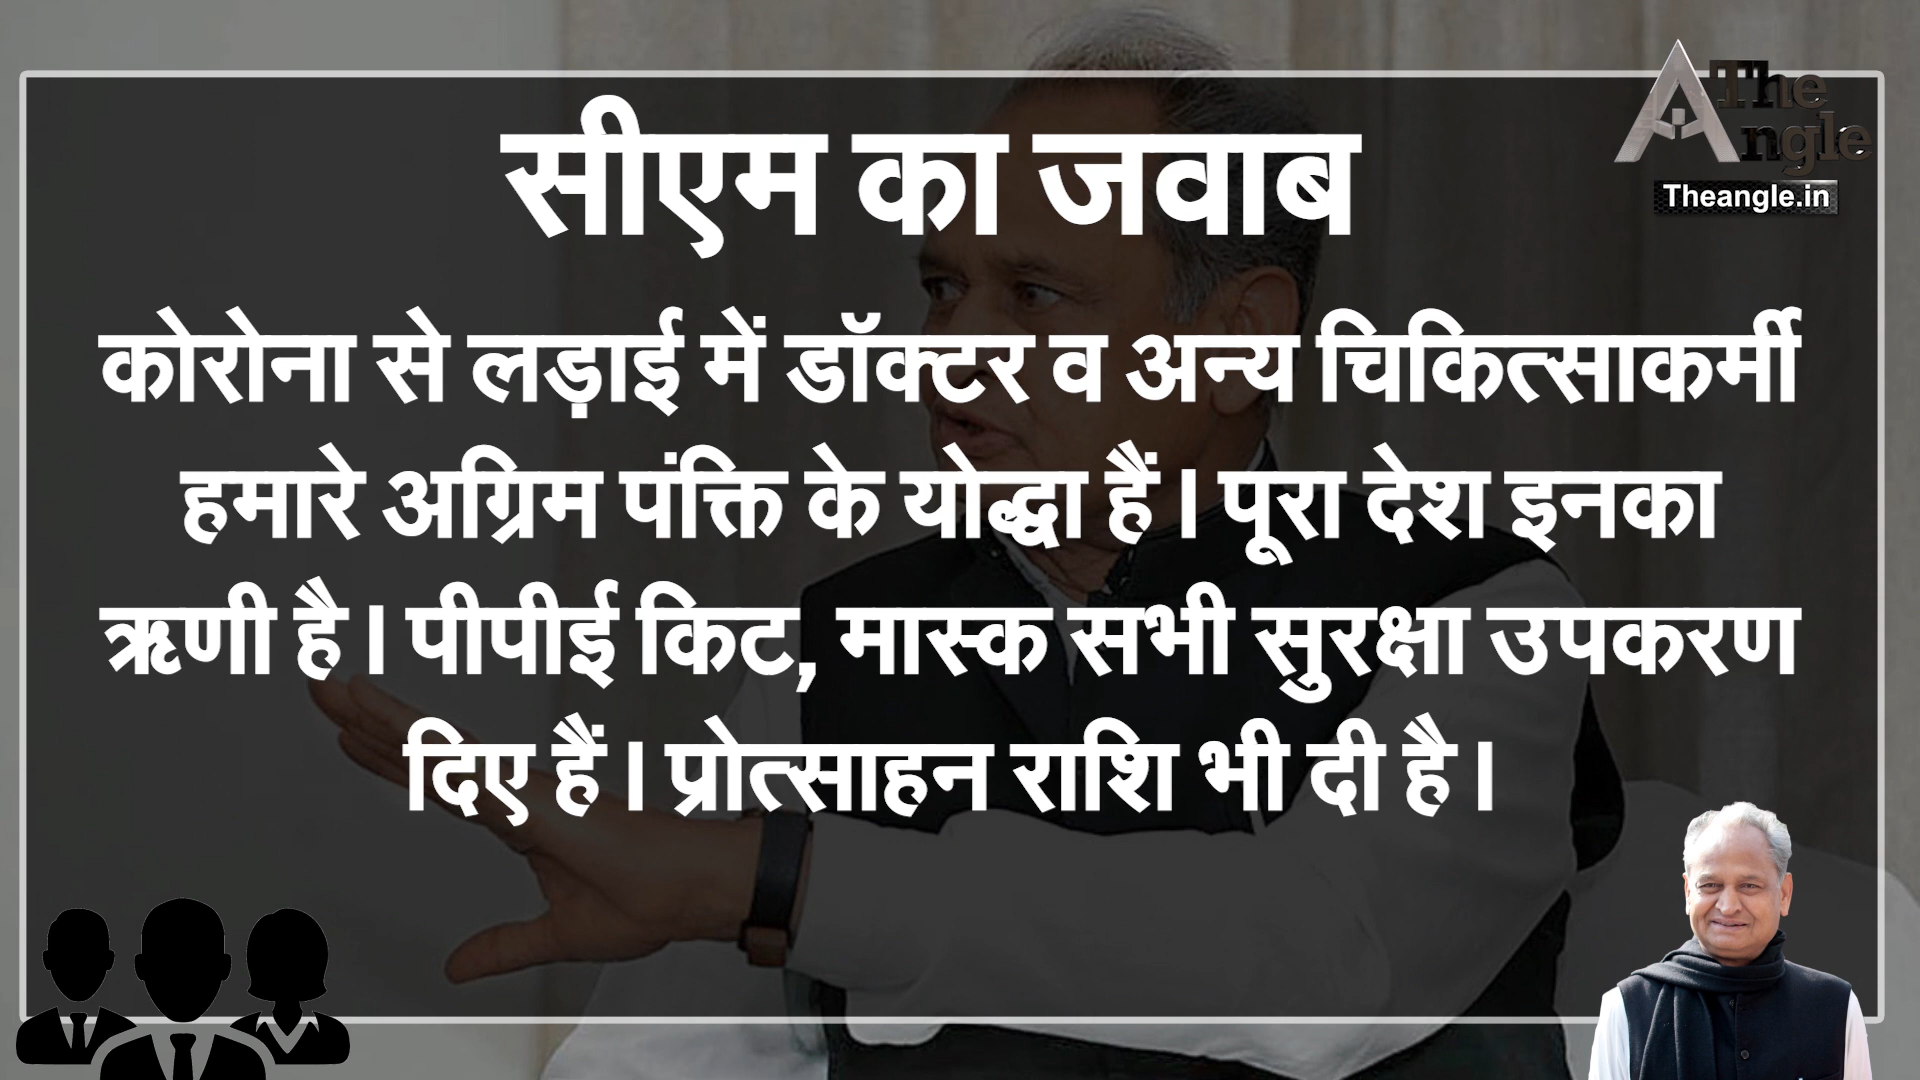 The
Angle
Theangle.in
सीएम का जवाब
कोरोना से लड़ाई में डॉक्टर व अन्य चिकित्साकर्मी
हमारे अग्रिम पंक्ति के योद्धा हैं। पूरा देश इनका
ऋणी है। पीपीई किट, मास्क सभी सुरक्षा उपकरण
दिए हैं। प्रोत्साहन राशि भी दी है।